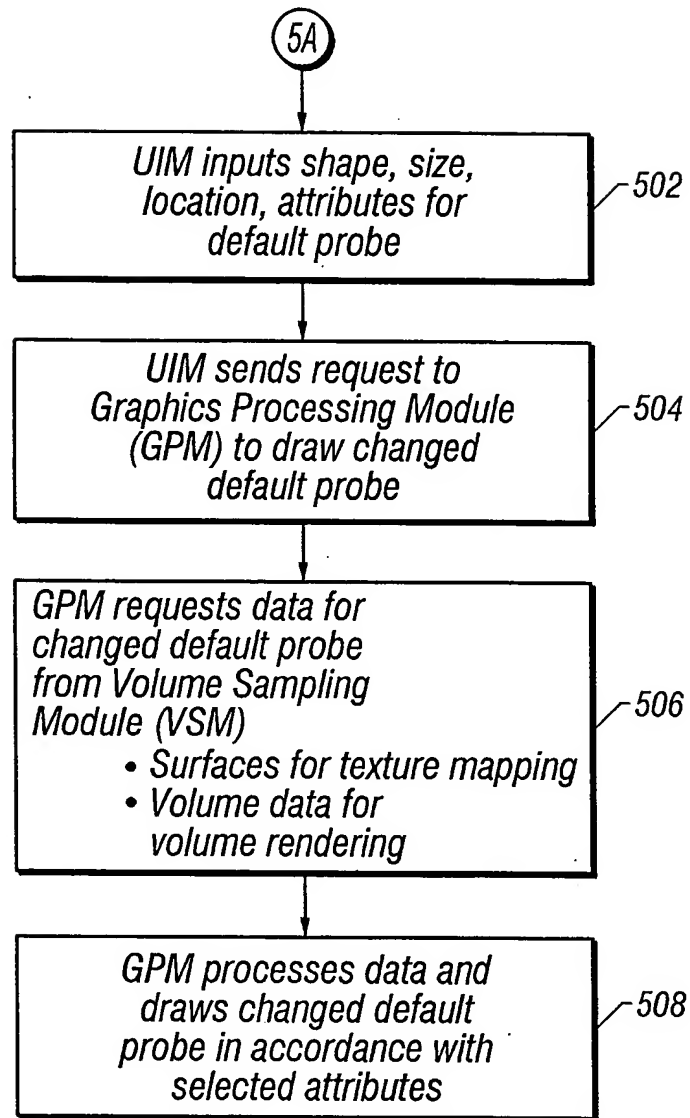 5A
UIM inputs shape, size,
location, attributes for
default probe
502
UIM sends request to
Graphics Processing Module
(GPM) to draw changed
default probe
504
GPM requests data for
changed default probe
from Volume Sampling
Module (VSM)
• Surfaces for texture mapping
• Volume data for
volume rendering
506
GPM processes data and
draws changed default
probe in accordance with
selected attributes
508